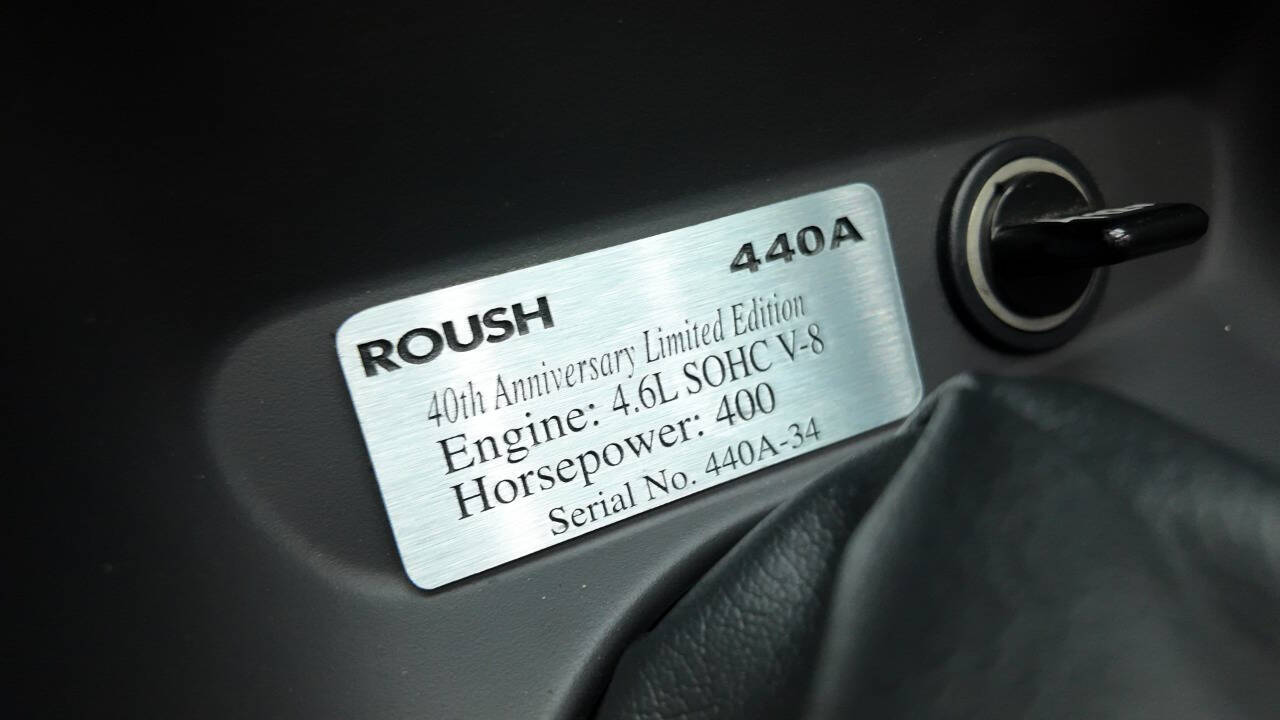 ROUSH 440A
40th Anniversary Limited Edition
Engine: 4.6L SOHC V-8
Horsepower: 400
Serial No. 440A-34